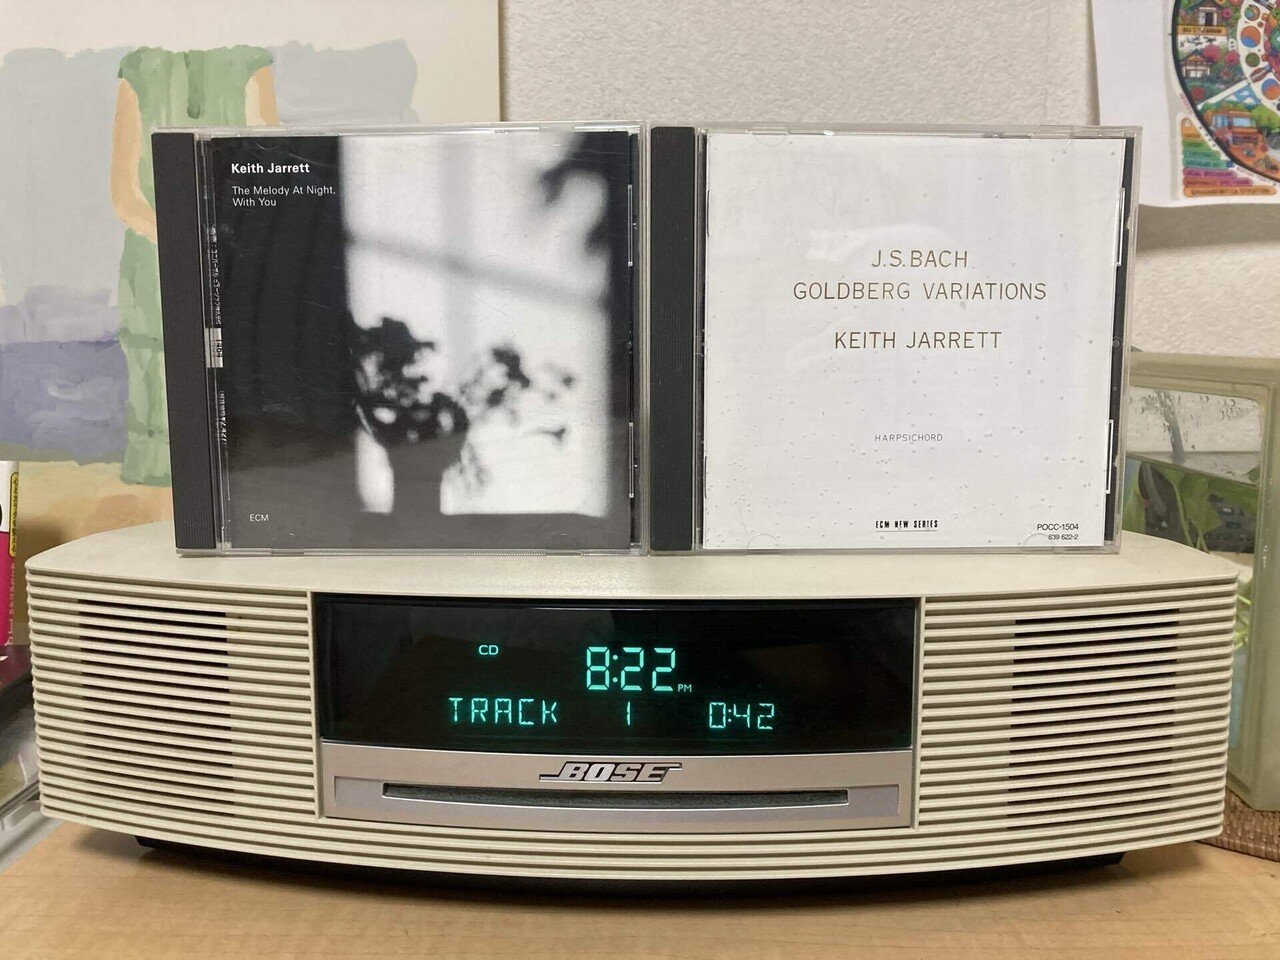 Keith Jarrett
The Melody At Night,
With You
ECM
J.S.BACH
GOLDBERG VARIATIONS
KEITH JARRETT
HARPSICHORD
ECM NEW SERIES
POCC-1504
839 622-2
CD
8:22 PM
TRACK 1 0:42
BOSE